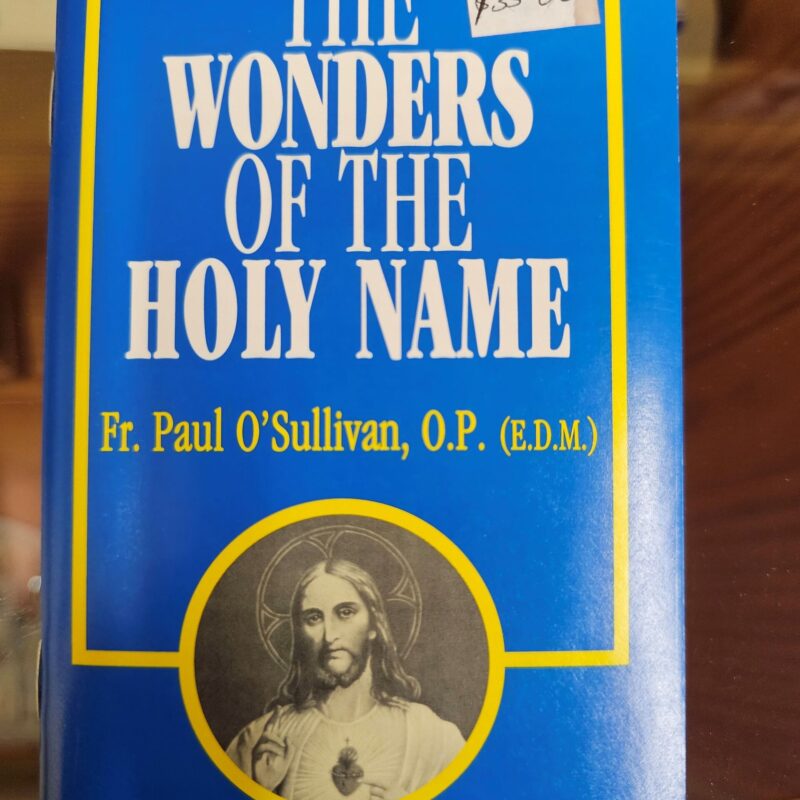 THE
WONDERS
OF THE
HOLY NAME
Fr. Paul O'Sullivan, O.P. (E.D.M.)